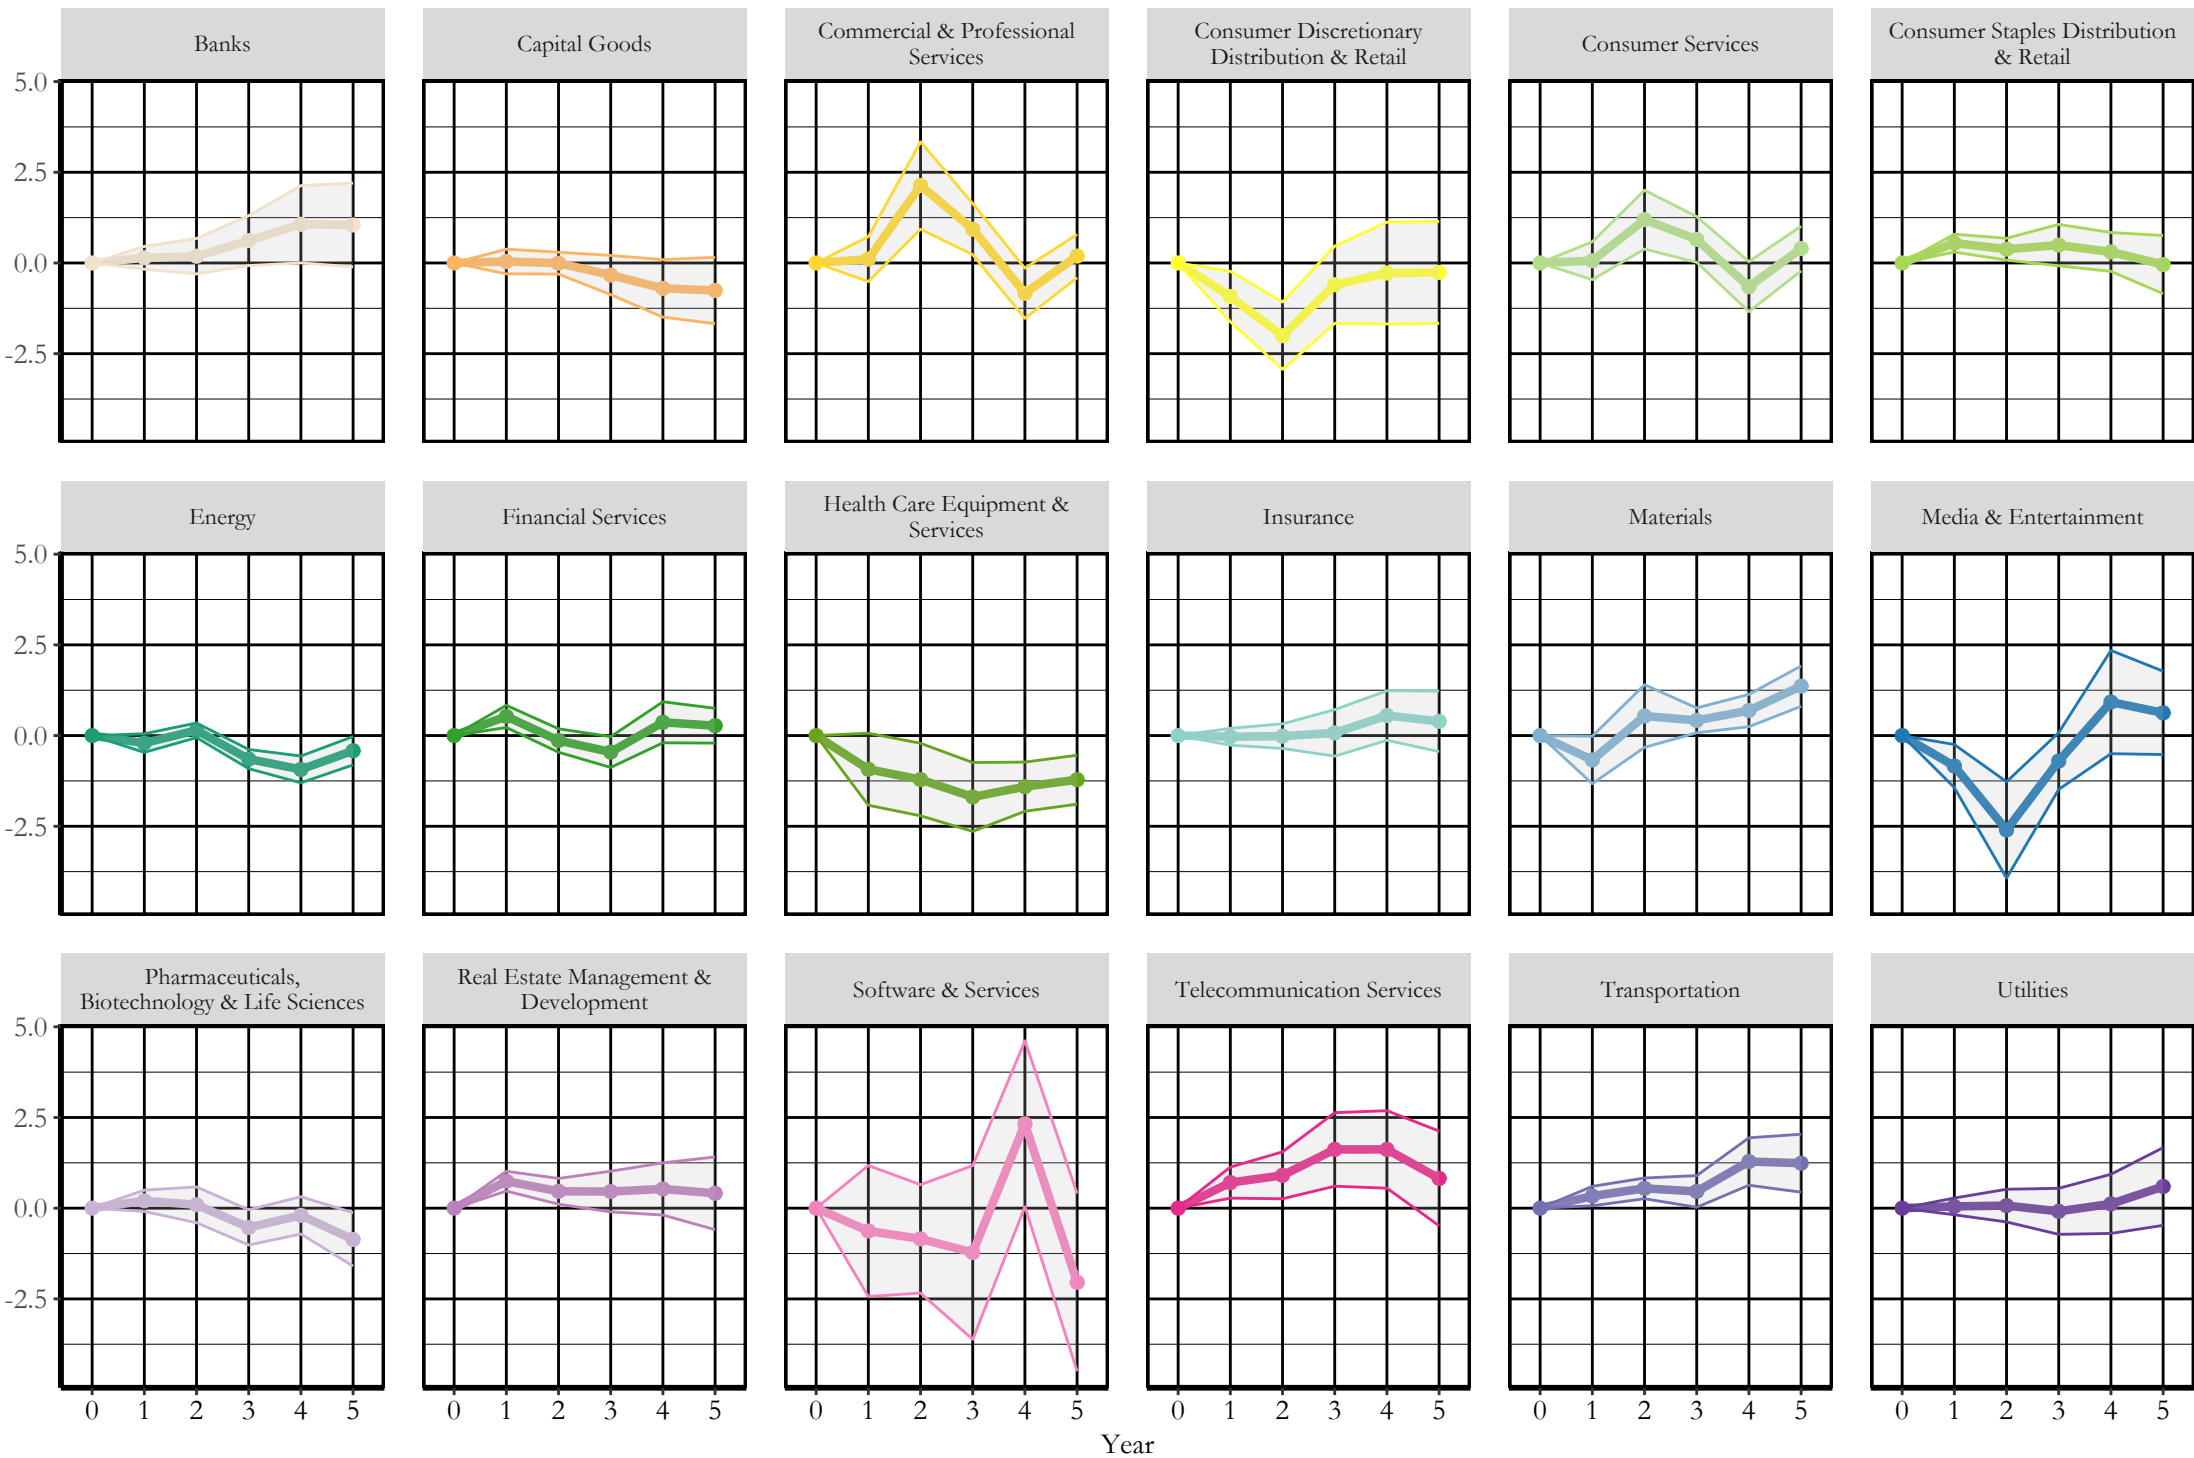 Banks
Capital Goods
Commercial & Professional
Services
Consumer Discretionary
Distribution & Retail
Consumer Services
Consumer Staples Distribution
& Retail
5.0
2.5
0.0
-2.5
Energy
Financial Services
Health Care Equipment &
Services
Insurance
Materials
Media & Entertainment
5.0
2.5
0.0
-2.5
Pharmaceuticals,
Biotechnology & Life Sciences
Real Estate Management &
Development
Software & Services
Telecommunication Services
Transportation
Utilities
5.0
2.5
0.0
-2.5
0 1 2 3 4 5
0 1 2 3 4 5
0 1 2 3 4 5
0 1 2 3 4 5
0 1 2 3 4 5
0 1 2 3 4 5
Year